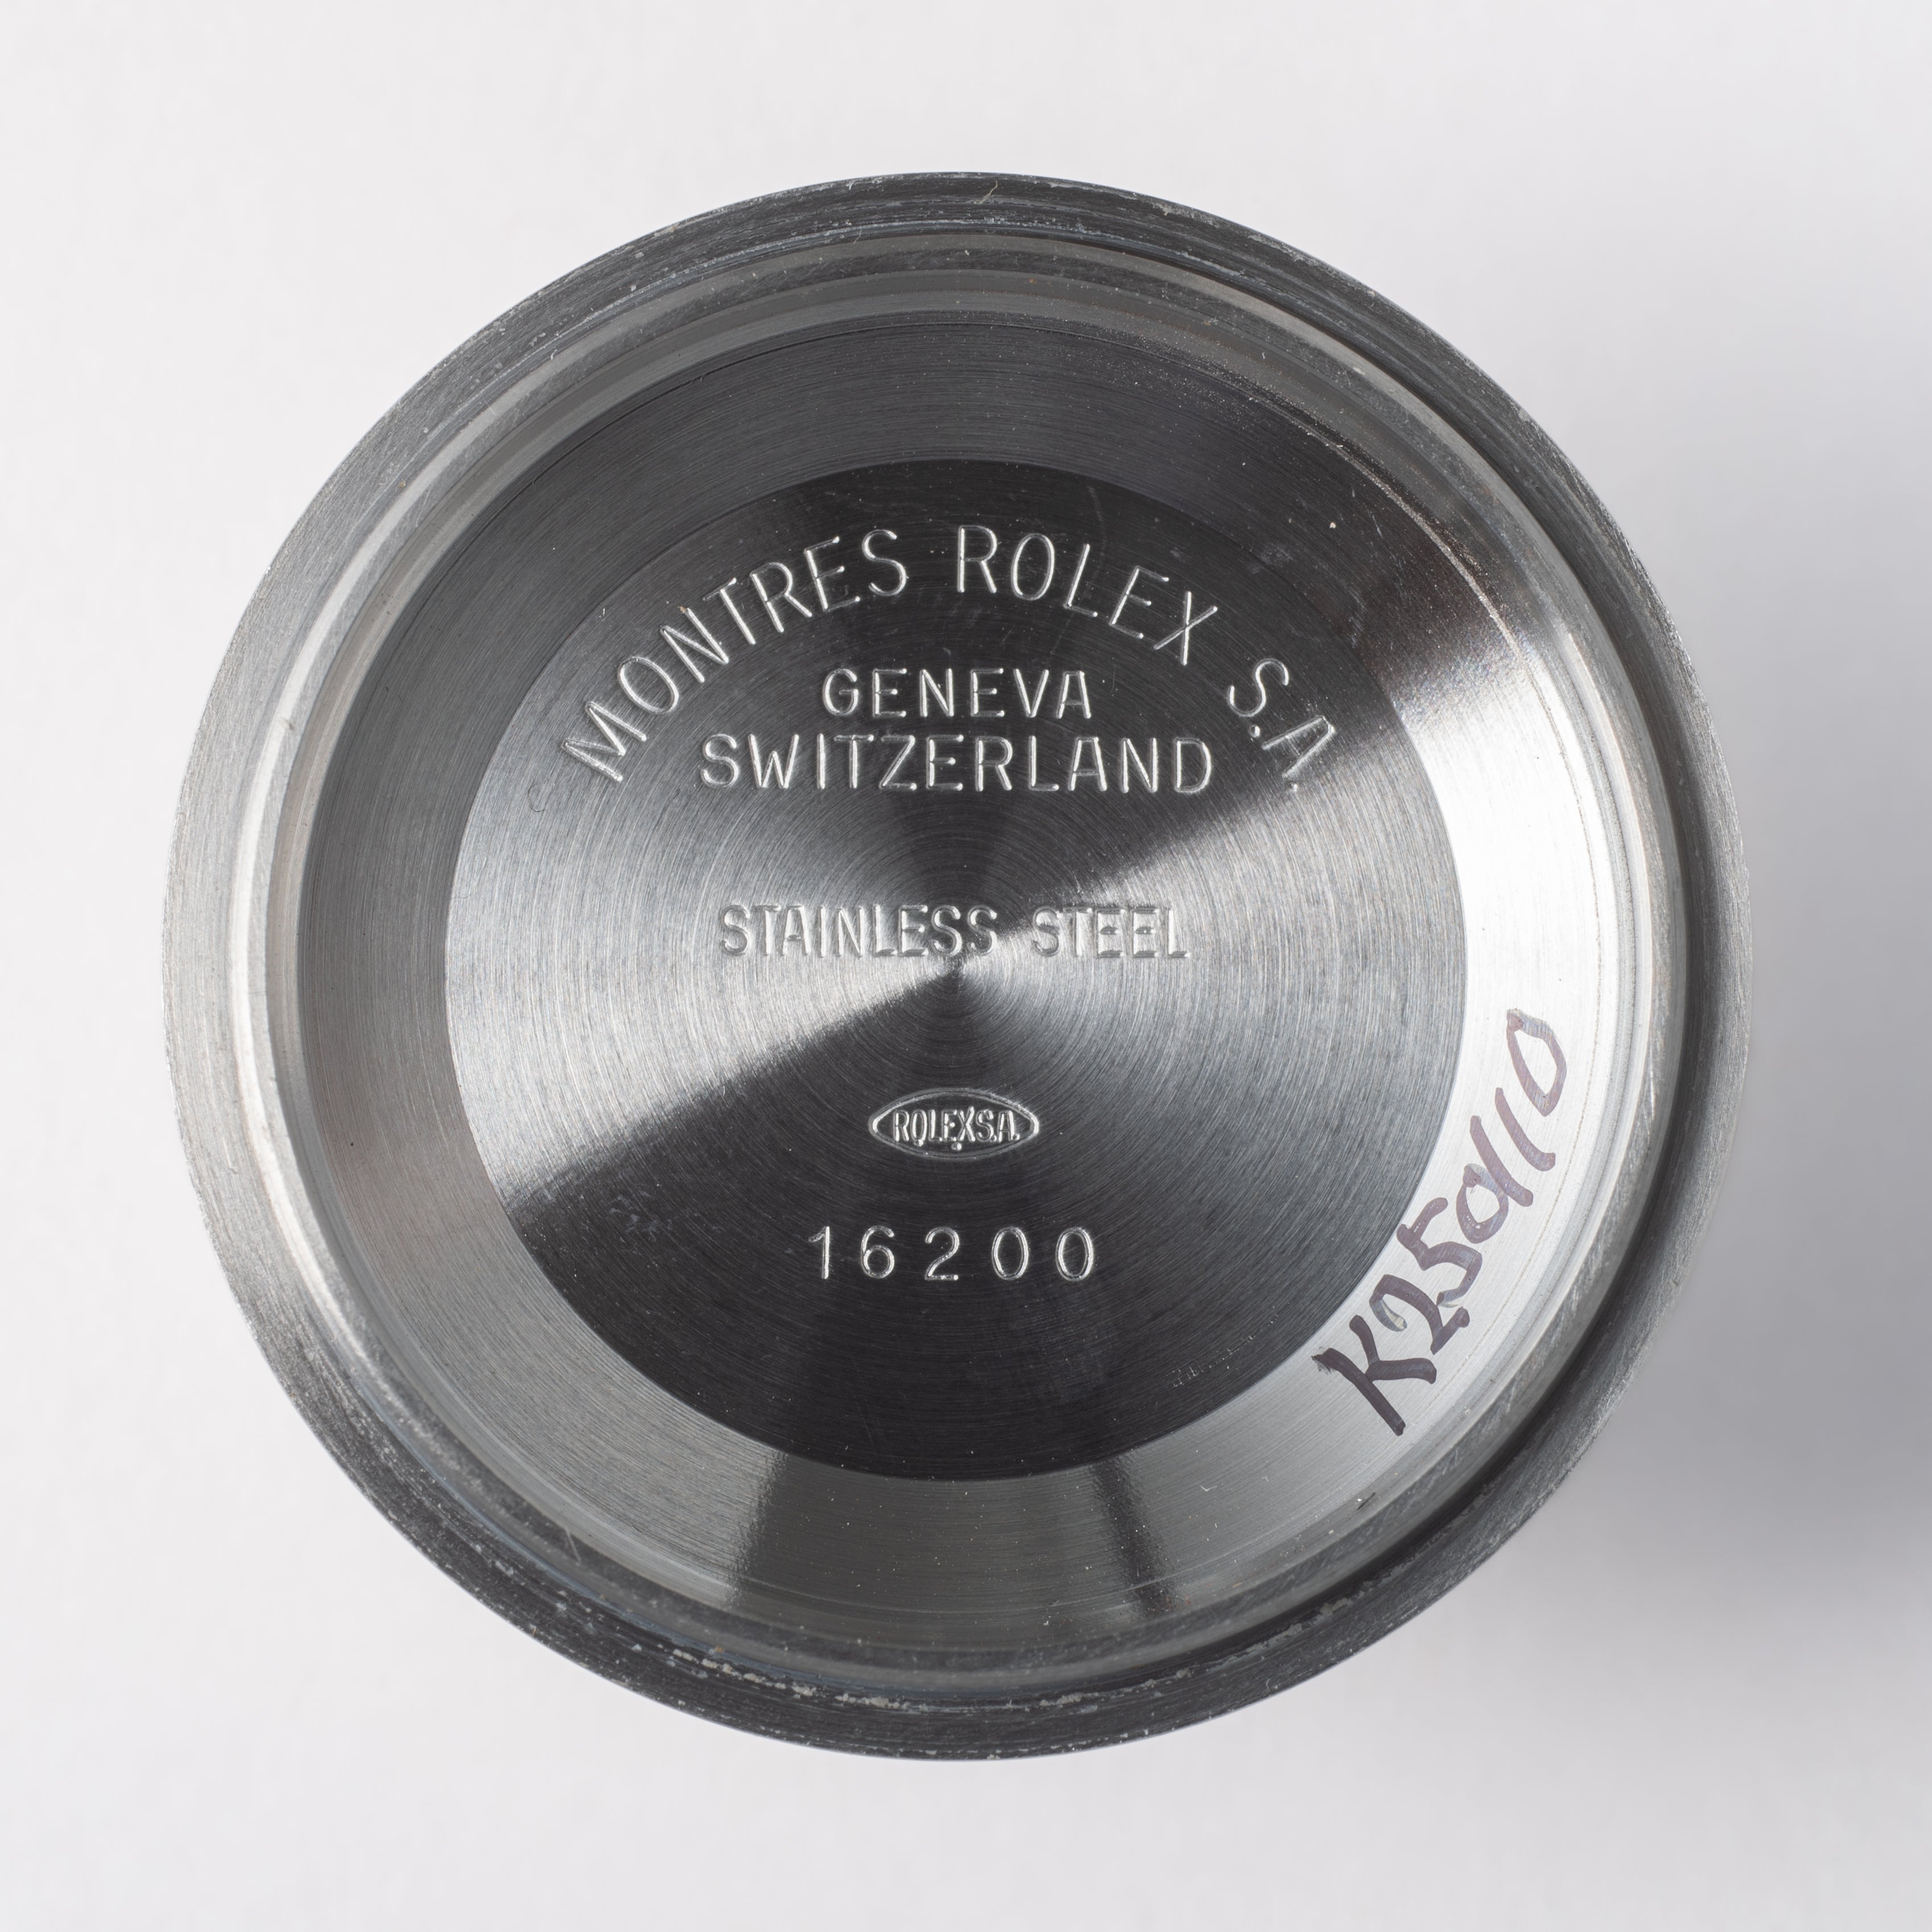 MONTRES ROLEX S.A.
GENEVA
SWITZERLAND
STAINLESS STEEL
ROLEX S.A.
16200